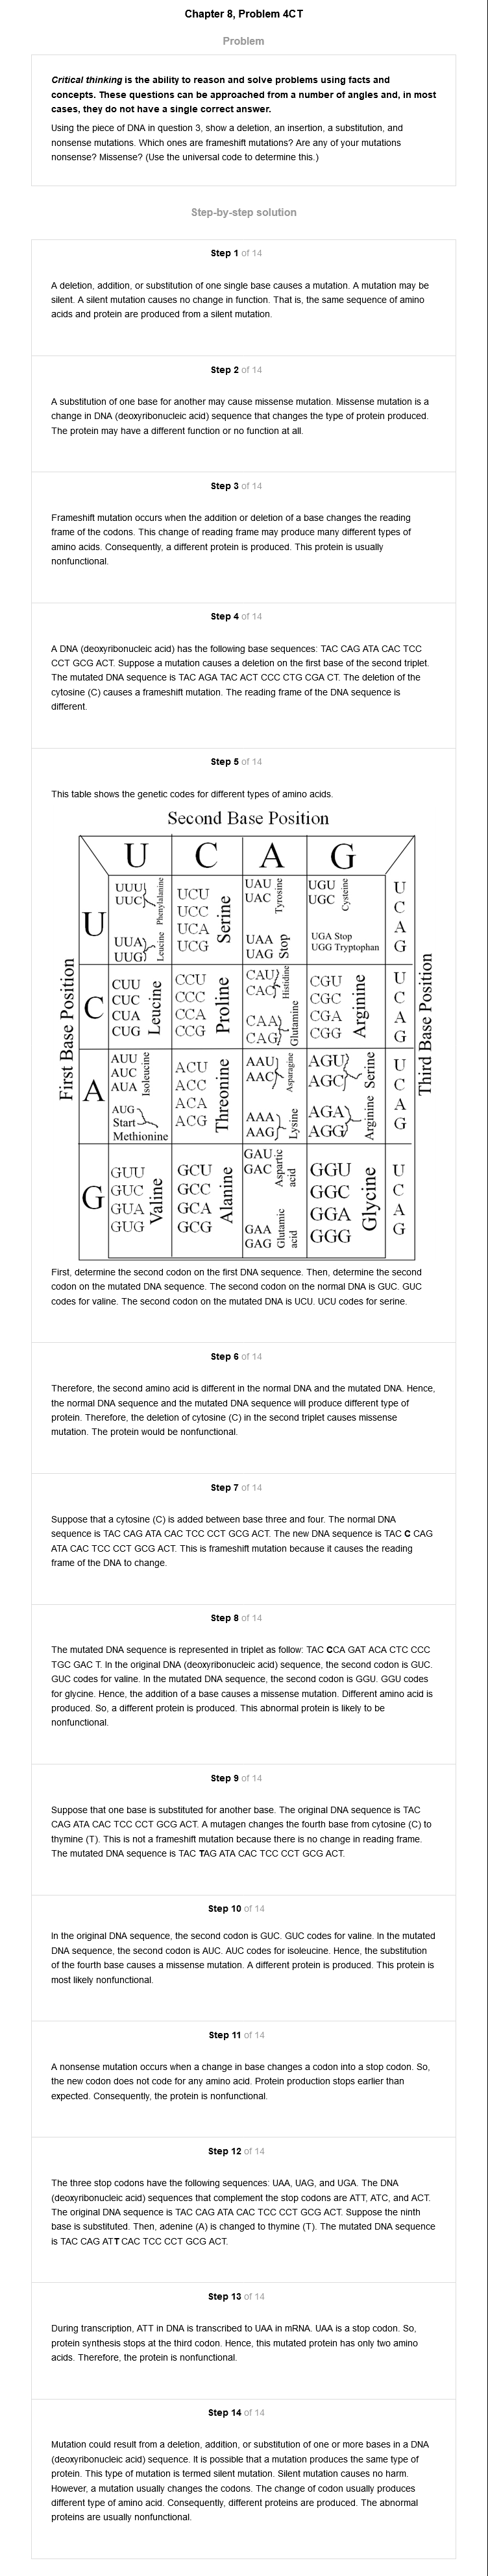 Chapter 8, Problem 4CT
Problem
Critical thinking is the ability to reason and solve problems using facts and
concepts. These questions can be approached from a number of angles and, in most
cases, they do not have a single correct answer.
Using the piece of DNA in question 3, show a deletion, an insertion, a substitution, and
nonsense mutations. Which ones are frameshift mutations? Are any of your mutations
nonsense? Missense? (Use the universal code to determine this.)
Step-by-step solution
Step 1 of 14
A deletion, addition, or substitution of one single base causes a mutation. A mutation may be
silent. A silent mutation causes no change in function. That is, the same sequence of amino
acids and protein are produced from a silent mutation.
Step 2 of 14
A substitution of one base for another may cause missense mutation. Missense mutation is a
change in DNA (deoxyribonucleic acid) sequence that changes the type of protein produced.
The protein may have a different function or no function at all.
Step 3 of 14
Frameshift mutation occurs when the addition or deletion of a base changes the reading
frame of the codons. This change of reading frame may produce many different types of
amino acids. Consequently, a different protein is produced. This protein is usually
nonfunctional.
Step 4 of 14
A DNA (deoxyribonucleic acid) has the following base sequences: TAC CAG ATA CAC TCC
CCT GCG ACT. Suppose a mutation causes a deletion on the first base of the second triplet.
The mutated DNA sequence is TAC AGA TAC ACT CCC CTG CGA CT. The deletion of the
cytosine (C) causes a frameshift mutation. The reading frame of the DNA sequence is
different.
Step 5 of 14
This table shows the genetic codes for different types of amino acids.
Second Base Position
U C A G
First Base Position
Third Base Position
U
UUU
UUC
Phenylalanine
UUA
UUG
Leucine
UCU
UCC
UCA
UCG
Serine
UAU
UAC
Tyrosine
UAA
UAG
Stop
UGU
UGC
Cysteine
UGA Stop
UGG Tryptophan
U
C
A
G
C
CUU
CUC
CUA
CUG
Leucine
CCU
CCC
CCA
CCG
Proline
CAU
CAC
Histidine
CAA
CAG
Glutamine
CGU
CGC
CGA
CGG
Arginine
U
C
A
G
A
AUU
AUC
AUA
Isoleucine
AUG
Start
Methionine
ACU
ACC
ACA
ACG
Threonine
AAU
AAC
Asparagine
AAA
AAG
Lysine
AGU
AGC
Serine
AGA
AGG
Arginine
U
C
A
G
G
GUU
GUC
GUA
GUG
Valine
GCU
GCC
GCA
GCG
Alanine
GAU
GAC
Aspartic
acid
GAA
GAG
Glutamic
acid
GGU
GGC
GGA
GGG
Glycine
U
C
A
G
First, determine the second codon on the first DNA sequence. Then, determine the second
codon on the mutated DNA sequence. The second codon on the normal DNA is GUC. GUC
codes for valine. The second codon on the mutated DNA is UCU. UCU codes for serine.
Step 6 of 14
Therefore, the second amino acid is different in the normal DNA and the mutated DNA. Hence,
the normal DNA sequence and the mutated DNA sequence will produce different type of
protein. Therefore, the deletion of cytosine (C) in the second triplet causes missense
mutation. The protein would be nonfunctional.
Step 7 of 14
Suppose that a cytosine (C) is added between base three and four. The normal DNA
sequence is TAC CAG ATA CAC TCC CCT GCG ACT. The new DNA sequence is TAC C CAG
ATA CAC TCC CCT GCG ACT. This is frameshift mutation because it causes the reading
frame of the DNA to change.
Step 8 of 14
The mutated DNA sequence is represented in triplet as follow: TAC CCA GAT ACA CTC CCC
TGC GAC T. In the original DNA (deoxyribonucleic acid) sequence, the second codon is GUC.
GUC codes for valine. In the mutated DNA sequence, the second codon is GGU. GGU codes
for glycine. Hence, the addition of a base causes a missense mutation. Different amino acid is
produced. So, a different protein is produced. This abnormal protein is likely to be
nonfunctional.
Step 9 of 14
Suppose that one base is substituted for another base. The original DNA sequence is TAC
CAG ATA CAC TCC CCT GCG ACT. A mutagen changes the fourth base from cytosine (C) to
thymine (T). This is not a frameshift mutation because there is no change in reading frame.
The mutated DNA sequence is TAC TAG ATA CAC TCC CCT GCG ACT.
Step 10 of 14
In the original DNA sequence, the second codon is GUC. GUC codes for valine. In the mutated
DNA sequence, the second codon is AUC. AUC codes for isoleucine. Hence, the substitution
of the fourth base causes a missense mutation. A different protein is produced. This protein is
most likely nonfunctional.
Step 11 of 14
A nonsense mutation occurs when a change in base changes a codon into a stop codon. So,
the new codon does not code for any amino acid. Protein production stops earlier than
expected. Consequently, the protein is nonfunctional.
Step 12 of 14
The three stop codons have the following sequences: UAA, UAG, and UGA. The DNA
(deoxyribonucleic acid) sequences that complement the stop codons are ATT, ATC, and ACT.
The original DNA sequence is TAC CAG ATA CAC TCC CCT GCG ACT. Suppose the ninth
base is substituted. Then, adenine (A) is changed to thymine (T). The mutated DNA sequence
is TAC CAG ATT CAC TCC CCT GCG ACT.
Step 13 of 14
During transcription, ATT in DNA is transcribed to UAA in mRNA. UAA is a stop codon. So,
protein synthesis stops at the third codon. Hence, this mutated protein has only two amino
acids. Therefore, the protein is nonfunctional.
Step 14 of 14
Mutation could result from a deletion, addition, or substitution of one or more bases in a DNA
(deoxyribonucleic acid) sequence. It is possible that a mutation produces the same type of
protein. This type of mutation is termed silent mutation. Silent mutation causes no harm.
However, a mutation usually changes the codons. The change of codon usually produces
different type of amino acid. Consequently, different proteins are produced. The abnormal
proteins are usually nonfunctional.